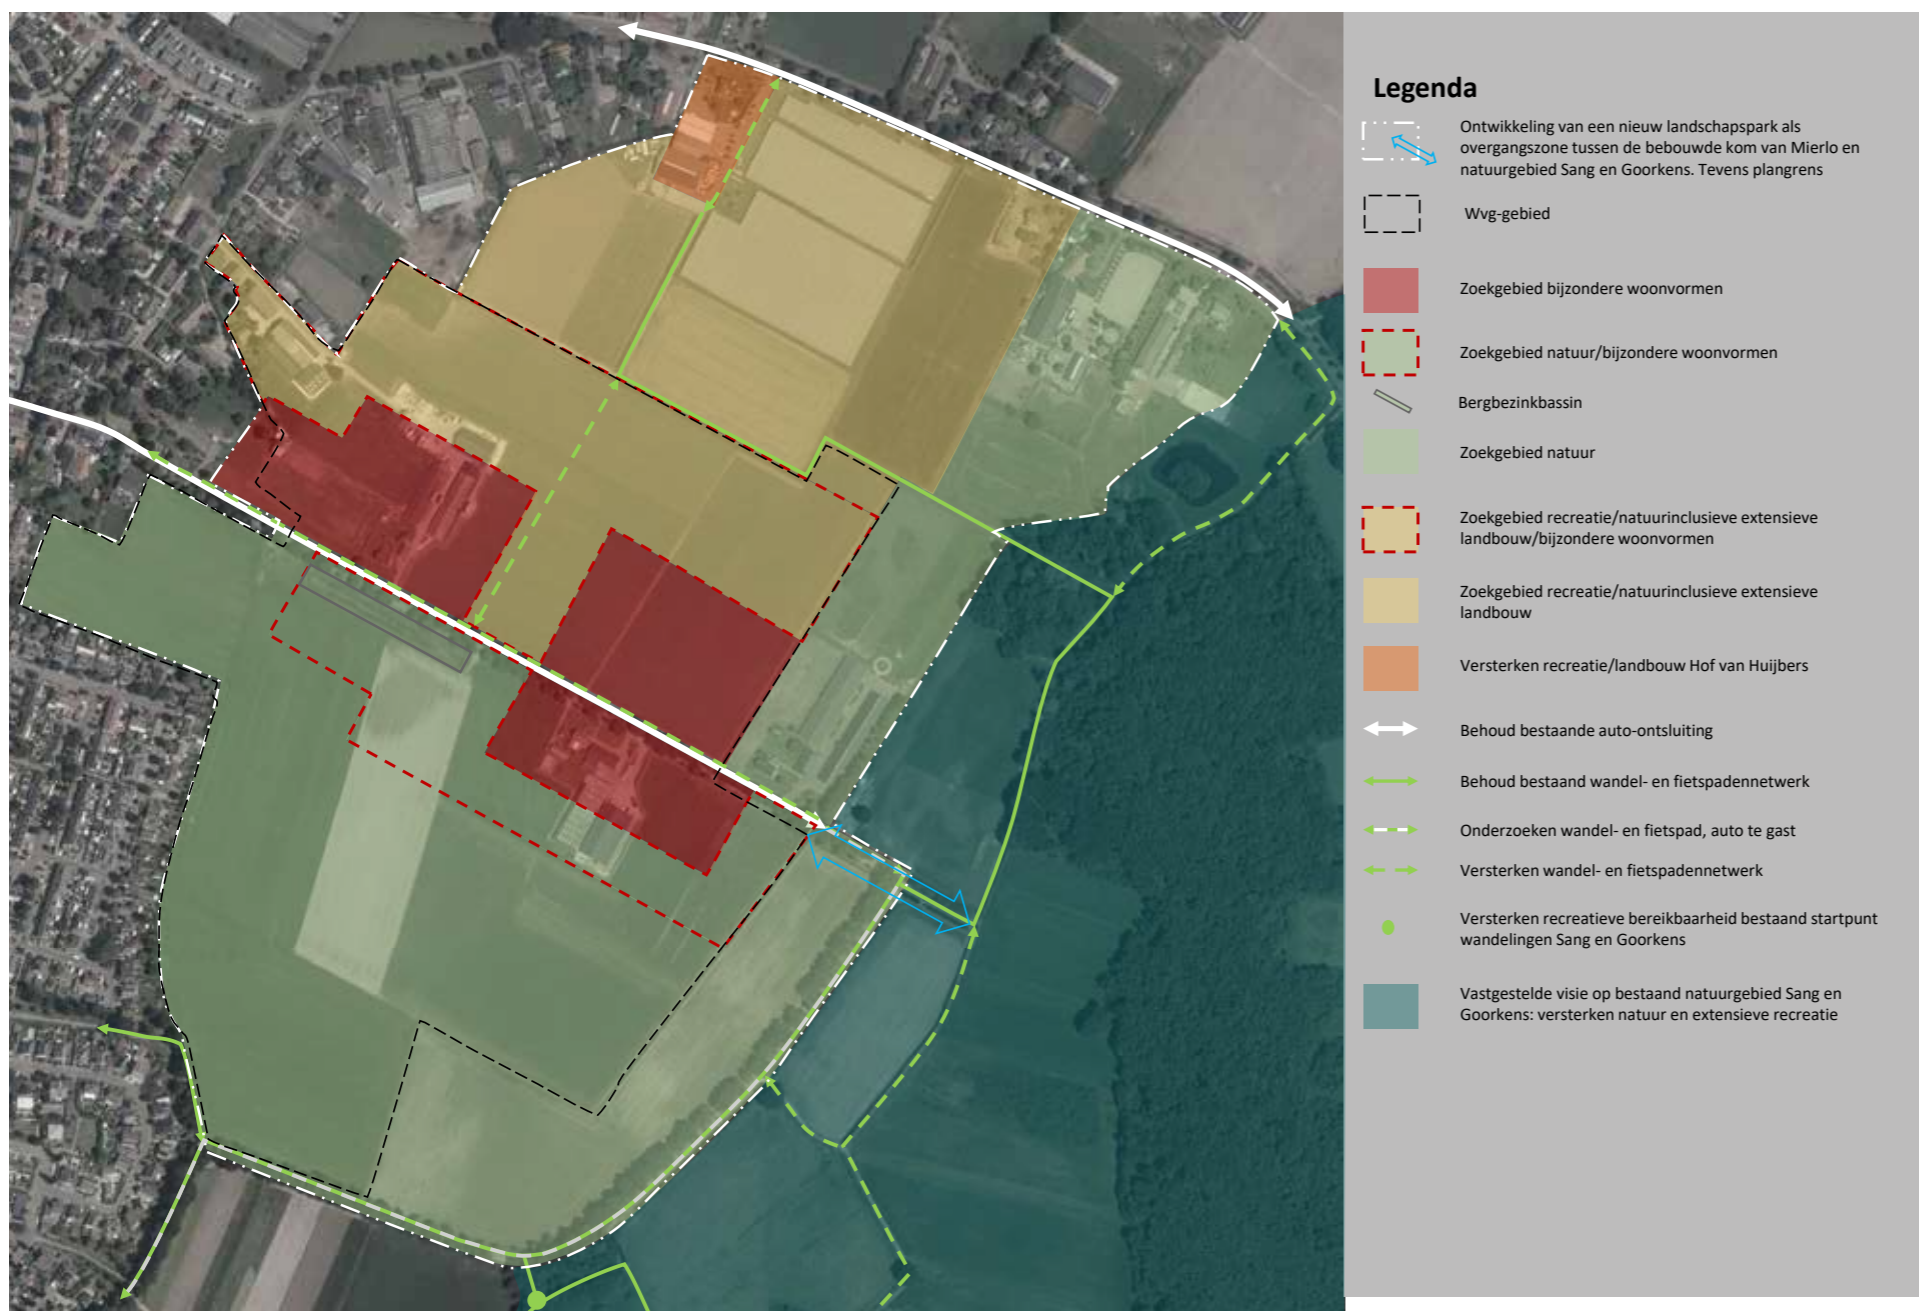 Legenda
Ontwikkeling van een nieuw landschapspark als
overgangszone tussen de bebouwde kom van Mierlo en
natuurgebied Sang en Goorkens. Tevens plangrens
Wvg-gebied
Zoekgebied bijzondere woonvormen
Zoekgebied natuur/bijzondere woonvormen
Bergbezinkbassin
Zoekgebied natuur
Zoekgebied recreatie/natuurinclusieve extensieve
landbouw/bijzondere woonvormen
Zoekgebied recreatie/natuurinclusieve extensieve
landbouw
Versterken recreatie/landbouw Hof van Huijbers
Behoud bestaande auto-ontsluiting
Behoud bestaand wandel- en fietspadennetwerk
Onderzoeken wandel- en fietspad, auto te gast
Versterken wandel- en fietspadennetwerk
Versterken recreatieve bereikbaarheid bestaand startpunt
wandelingen Sang en Goorkens
Vastgestelde visie op bestaand natuurgebied Sang en
Goorkens: versterken natuur en extensieve recreatie